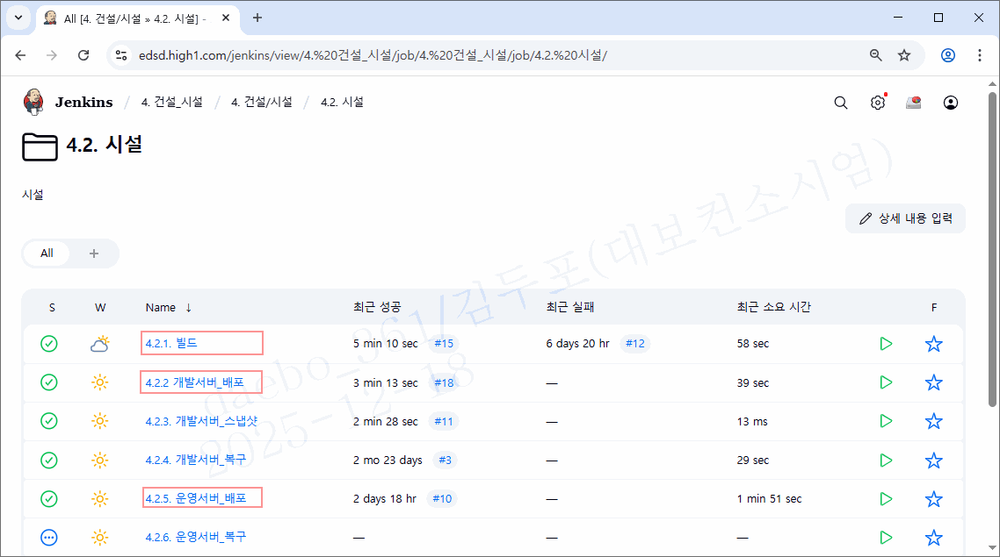 All [4. 건설/시설 » 4.2. 시설] -
edsd.high1.com/jenkins/view/4.%20건설_시설/job/4.%20건설_시설/job/4.2.%20시설/
Jenkins / 4. 건설_시설 / 4. 건설/시설 / 4.2. 시설
4.2. 시설
시설
상세 내용 입력
All +
S W Name ↓ 최근 성공 최근 실패 최근 소요 시간 F
4.2.1. 빌드 5 min 10 sec #15 6 days 20 hr #12 58 sec
4.2.2 개발서버_배포 3 min 13 sec #18 — 39 sec
4.2.3. 개발서버_스냅샷 2 min 28 sec #11 — 13 ms
4.2.4. 개발서버_복구 2 mo 23 days #3 — 29 sec
4.2.5. 운영서버_배포 2 days 18 hr #10 — 1 min 51 sec
4.2.6. 운영서버_복구 — — —
daebo_361/김두포(대보컨소시엄)
2025-12-18